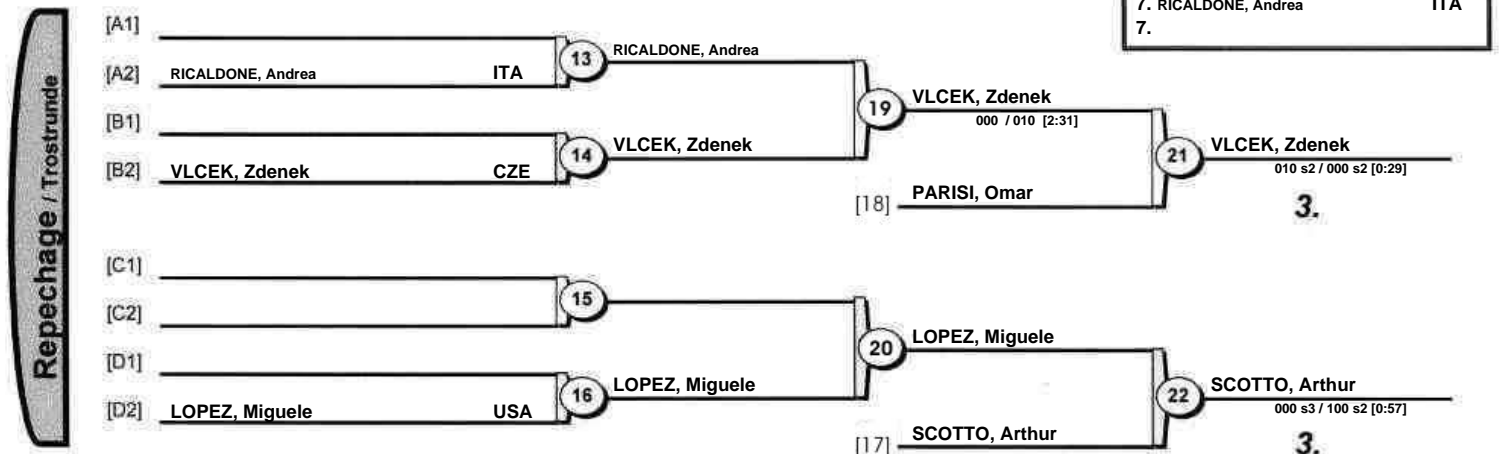 7. RICALDONE, Andrea ITA
7.
Repechage / Trostrunde
[A1]
[A2] RICALDONE, Andrea ITA
13 RICALDONE, Andrea
[B1]
[B2] VLCEK, Zdenek CZE
14 VLCEK, Zdenek
19 VLCEK, Zdenek
000 / 010 [2:31]
[18] PARISI, Omar
21 VLCEK, Zdenek
010 s2 / 000 s2 [0:29]
3.
[C1]
[C2]
15
[D1]
[D2] LOPEZ, Miguele USA
16 LOPEZ, Miguele
20 LOPEZ, Miguele
[17] SCOTTO, Arthur
22 SCOTTO, Arthur
000 s3 / 100 s2 [0:57]
3.